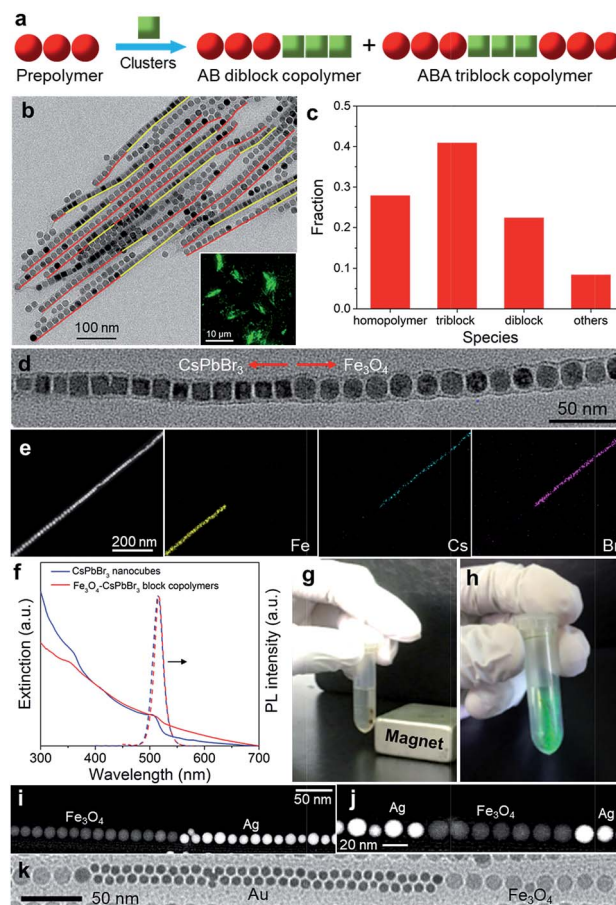 a
Prepolymer
Clusters
AB diblock copolymer
+
ABA triblock copolymer
b
100 nm
10 μm
c
Fraction
0.5
0.4
0.3
0.2
0.1
0.0
homopolymer triblock diblock others
Species
d
CsPbBr3 Fe3O4
50 nm
e
200 nm
Fe
Cs
Br
f
CsPbBr3 nanocubes
Fe3O4-CsPbBr3 block copolymers
Extinction (a.u.)
PL intensity (a.u.)
300 400 500 600 700
Wavelength (nm)
g
Magnet
h
i
50 nm
Fe3O4
Ag
j
Ag
Fe3O4
Ag
20 nm
k
50 nm
Au
Fe3O4